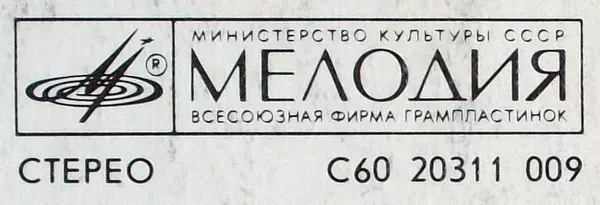 МИНИСТЕРСТВО КУЛЬТУРЫ СССР
®
МЕЛОДИЯ
ВСЕСОЮЗНАЯ ФИРМА ГРАМПЛАСТИНОК
СТЕРЕО С60 20311 009